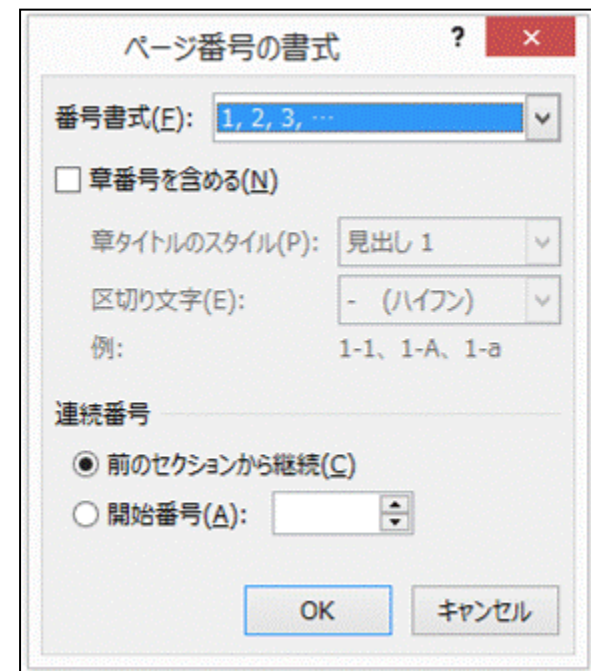 ページ番号の書式 ?
番号書式(F): 1, 2, 3, …
章番号を含める(N)
章タイトルのスタイル(P): 見出し 1
区切り文字(E): - (ハイフン)
例: 1-1、1-A、1-a
連続番号
前のセクションから継続(C)
開始番号(A):
OK キャンセル